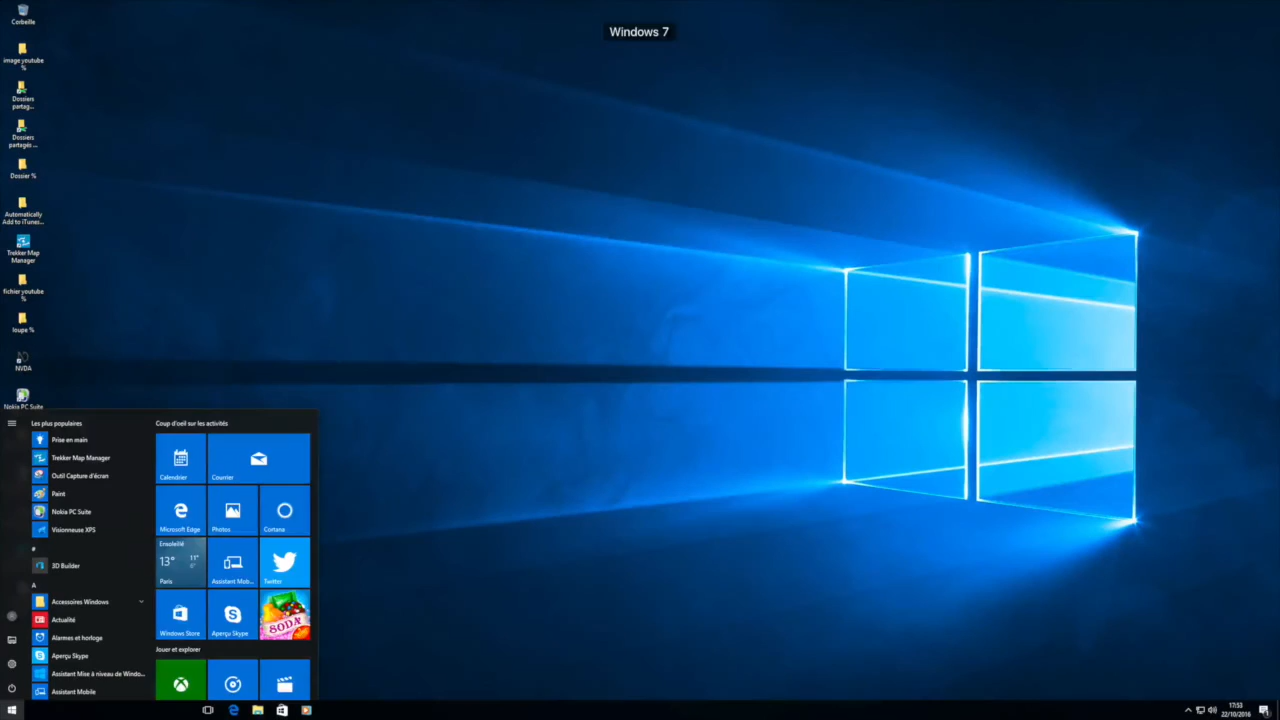 Windows 7
Corbeille
image youtube
%
Dossiers
partag...
Dossiers
partagés ...
Dossier %
Automatically
Add to iTunes...
Trekker Map
Manager
fichier youtube
%
loupe %
NVDA
Nokia PC Suite
Les plus populaires
Prise en main
Trekker Map Manager
Outil Capture d'écran
Paint
Nokia PC Suite
Visionneuse XPS
#
3D Builder
A
Accessoires Windows
Actualité
Alarmes et horloge
Aperçu Skype
Assistant Mise à niveau de Windo...
Assistant Mobile
Coup d'oeil sur les activités
Calendrier
Courrier
Microsoft Edge
Photos
Cortana
Ensoleillé
13° 11°
Paris
Assistant Mob...
Twitter
Windows Store
Aperçu Skype
SODA
Jouer et explorer
17:53
22/10/2016